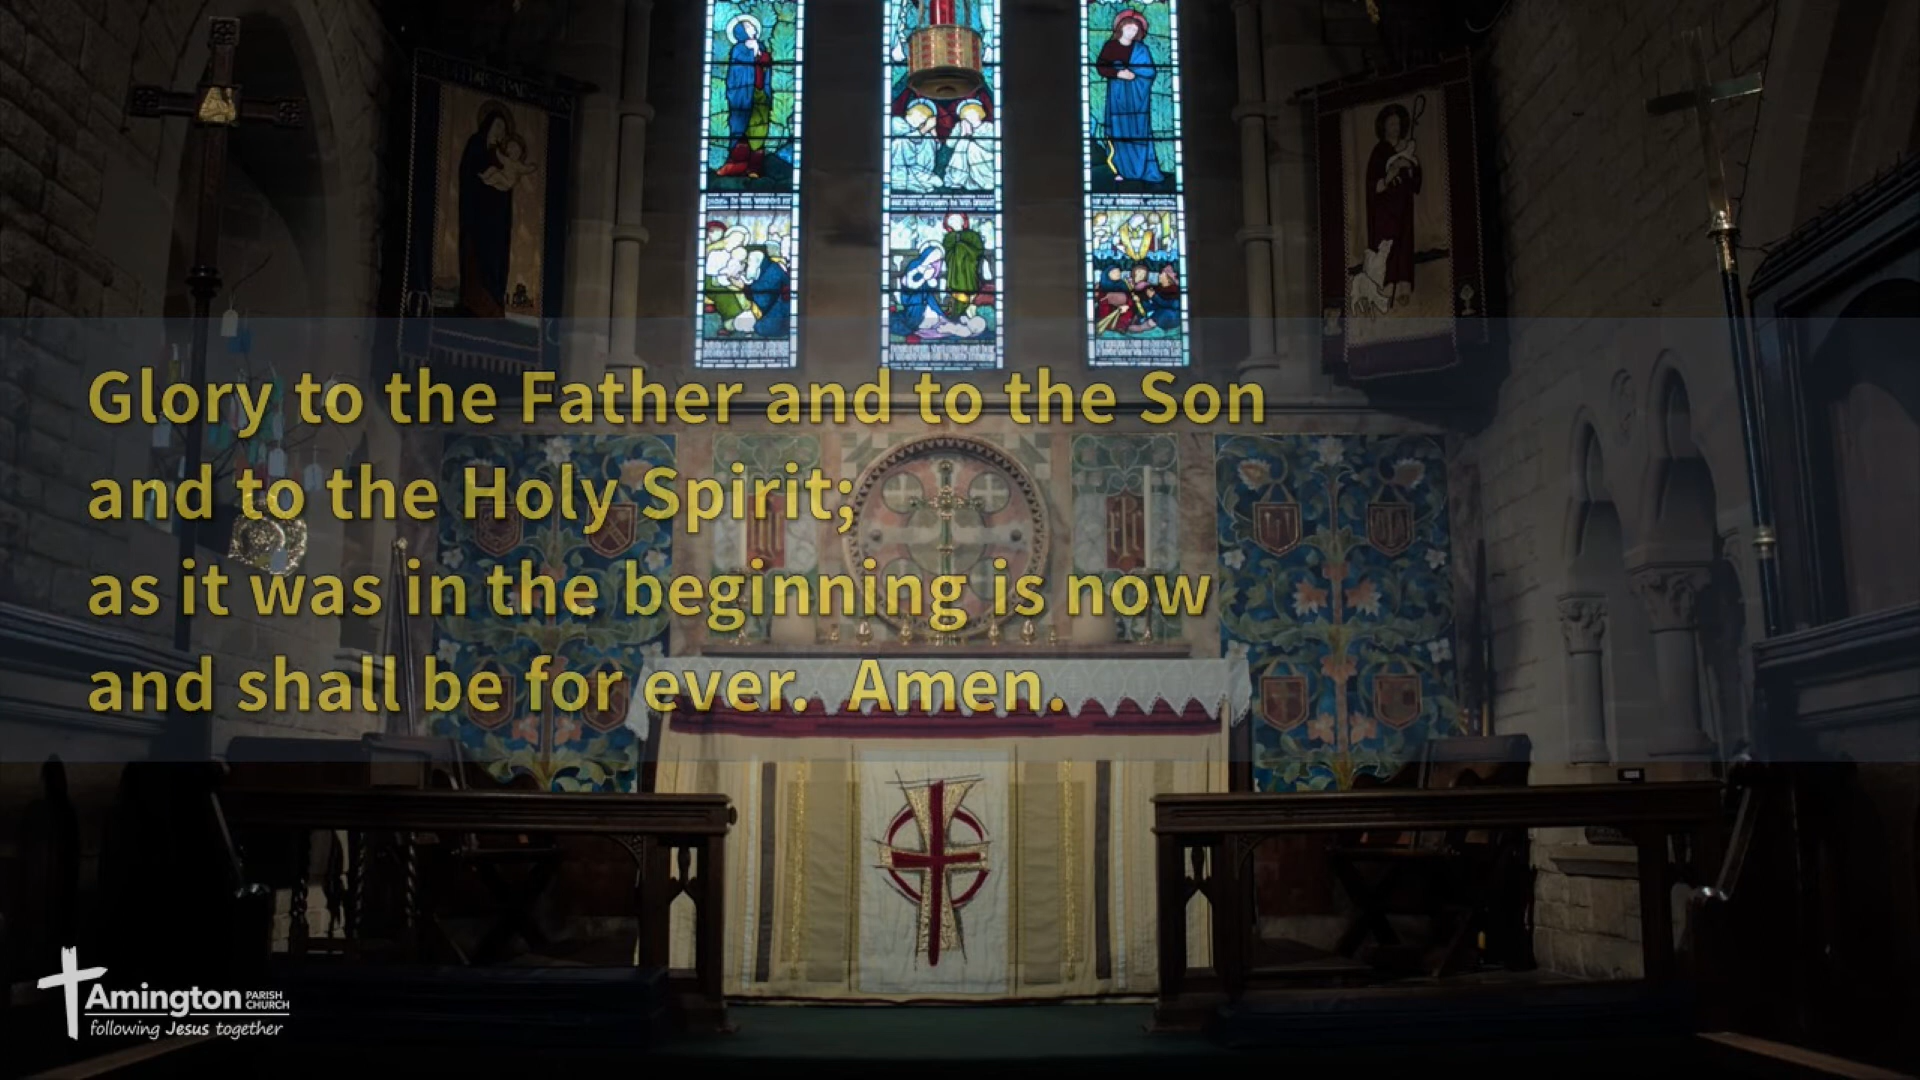 Glory to the Father and to the Son
and to the Holy Spirit;
as it was in the beginning is now
and shall be for ever. Amen.
Amington PARISH CHURCH
following Jesus together